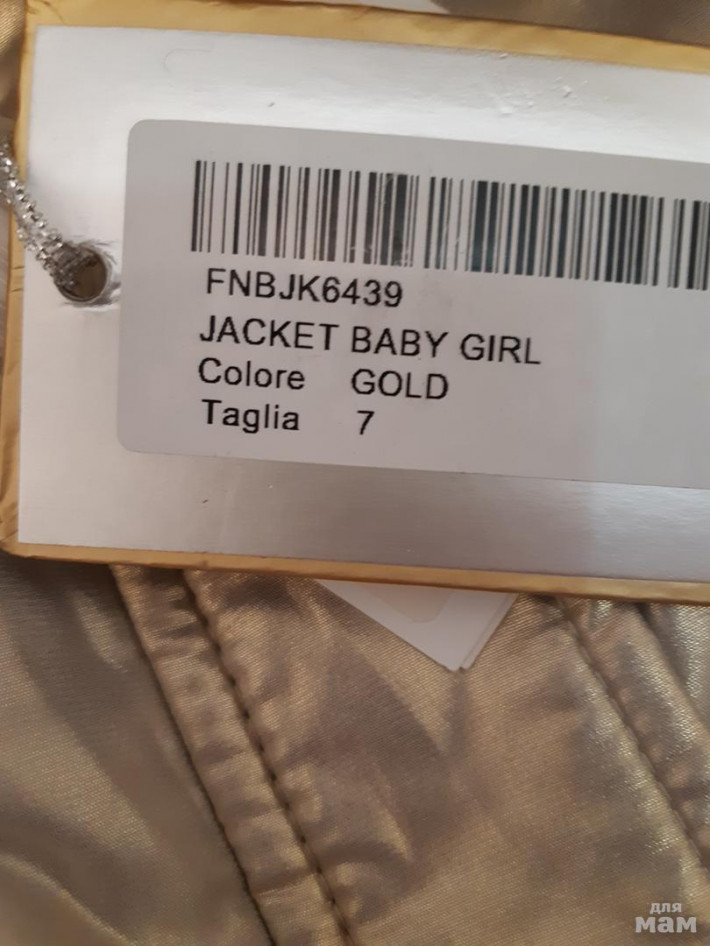 FNBJK6439
JACKET BABY GIRL
Colore GOLD
Taglia 7
для
мам